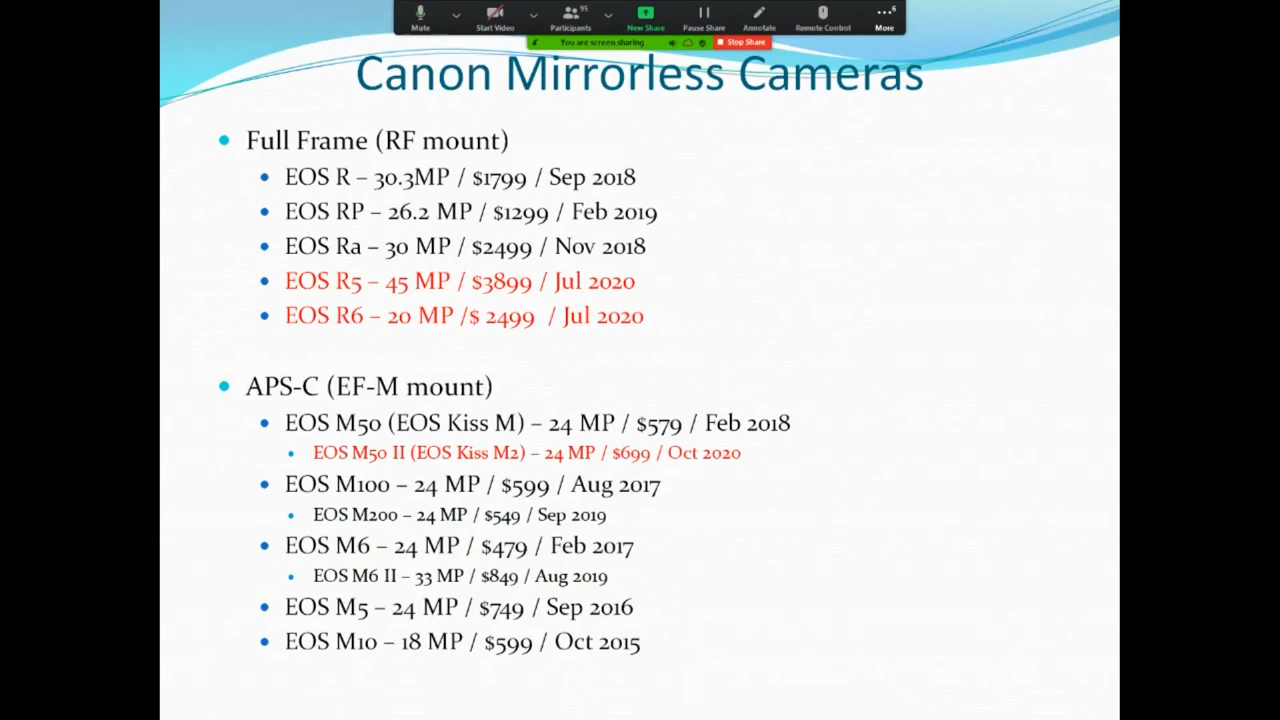 95
6
Mute
Start Video
Participants
New Share
Pause Share
Annotate
Remote Control
More
You are screen sharing
Stop Share
Canon Mirrorless Cameras
Full Frame (RF mount)
EOS R – 30.3MP / $1799 / Sep 2018
EOS RP – 26.2 MP / $1299 / Feb 2019
EOS Ra – 30 MP / $2499 / Nov 2018
EOS R5 – 45 MP / $3899 / Jul 2020
EOS R6 – 20 MP /$ 2499 / Jul 2020
APS-C (EF-M mount)
EOS M50 (EOS Kiss M) – 24 MP / $579 / Feb 2018
EOS M50 II (EOS Kiss M2) – 24 MP / $699 / Oct 2020
EOS M100 – 24 MP / $599 / Aug 2017
EOS M200 – 24 MP / $549 / Sep 2019
EOS M6 – 24 MP / $479 / Feb 2017
EOS M6 II – 33 MP / $849 / Aug 2019
EOS M5 – 24 MP / $749 / Sep 2016
EOS M10 – 18 MP / $599 / Oct 2015